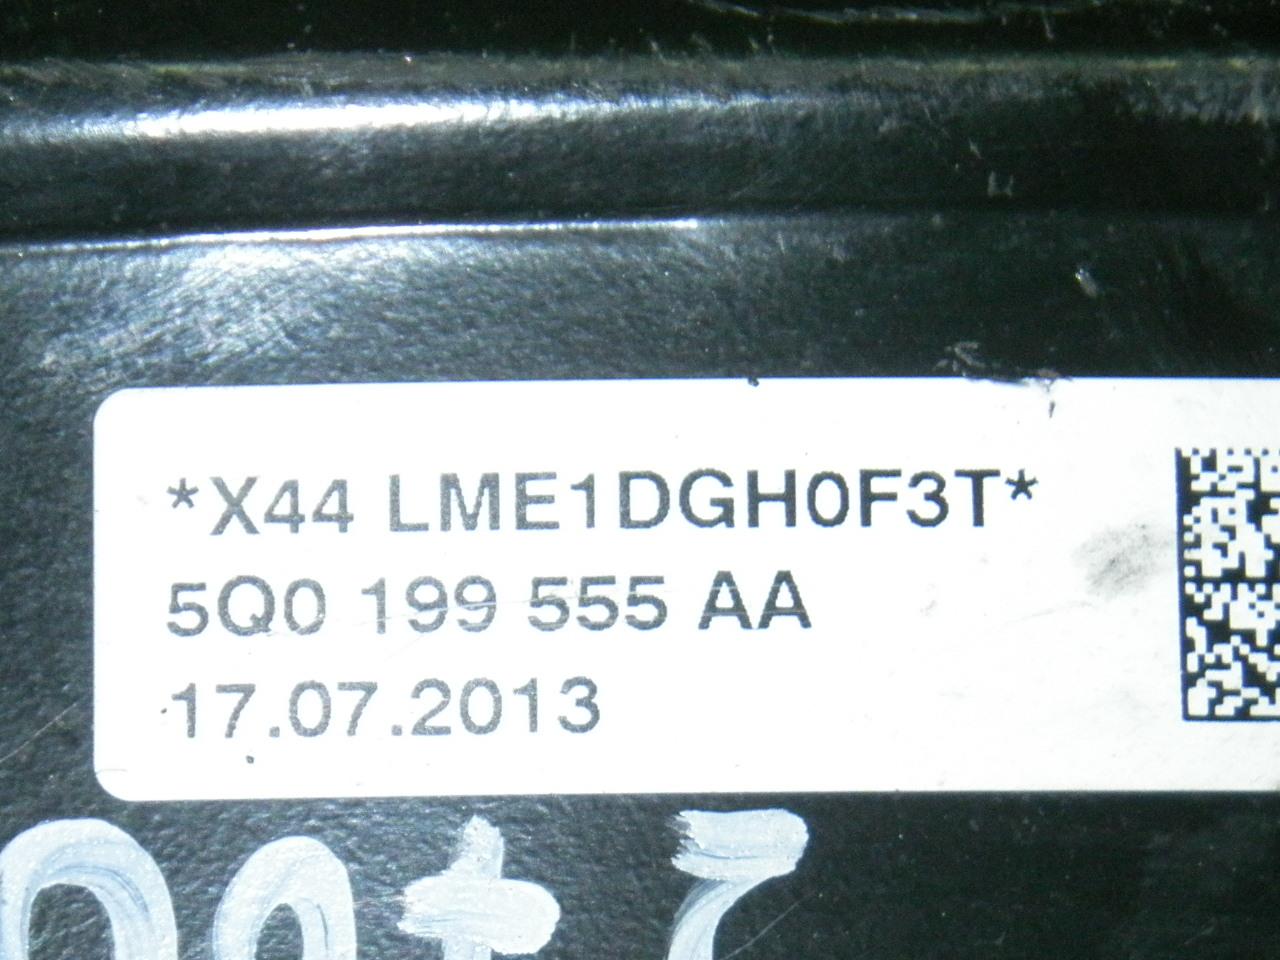 *X44 LME1DGH0F3T*
5Q0 199 555 AA
17.07.2013